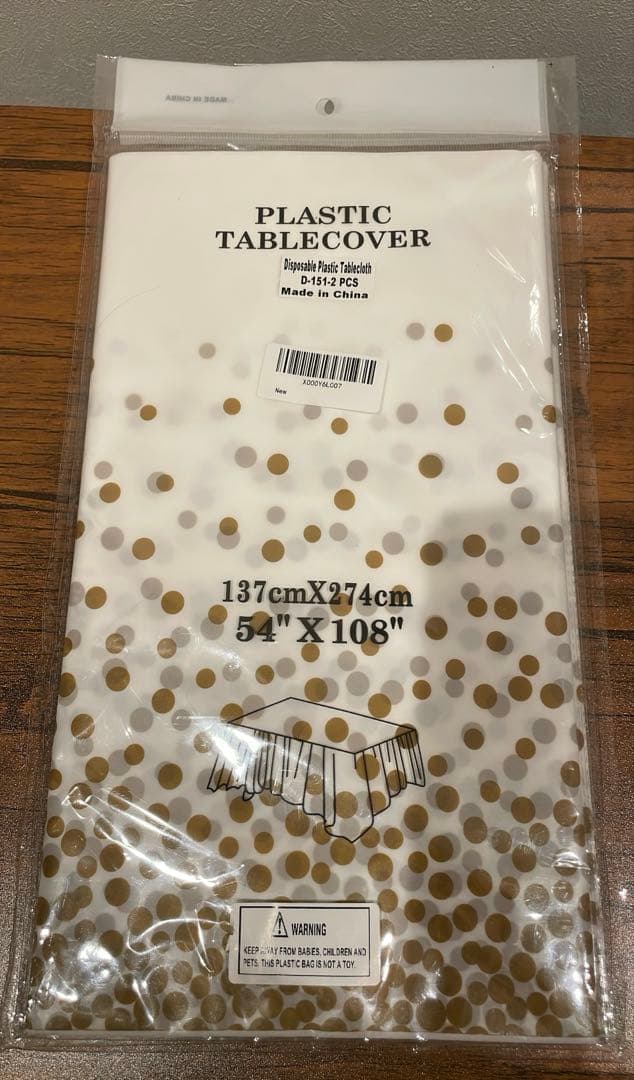 MADE IN CHINA
PLASTIC
TABLECOVER
Disposable Plastic Tablecloth
D-151-2 PCS
Made in China
X000Y6L0O7
New
137cmX274cm
54" X 108"
WARNING
KEEP AWAY FROM BABIES, CHILDREN AND
PETS. THIS PLASTIC BAG IS NOT A TOY.